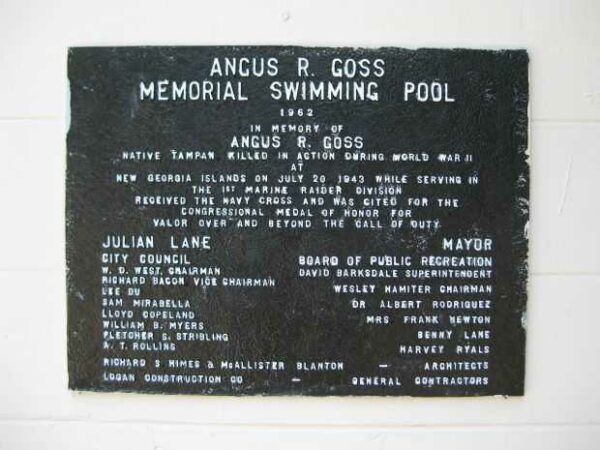 ANGUS R. GOSS
MEMORIAL SWIMMING POOL
1962
IN MEMORY OF
ANGUS R. GOSS
NATIVE TAMPAN KILLED IN ACTION DURING WORLD WAR II
AT
NEW GEORGIA ISLANDS ON JULY 20 1943 WHILE SERVING IN
THE 1ST MARINE RAIDER DIVISION
RECEIVED THE NAVY CROSS AND WAS CITED FOR THE
CONGRESSIONAL MEDAL OF HONOR FOR
VALOR OVER AND BEYOND THE CALL OF DUTY
JULIAN LANE MAYOR
CITY COUNCIL
W. D. WEST, CHAIRMAN
RICHARD BACON VICE CHAIRMAN
LEE DU
SAM MIRABELLA
LLOYD COPELAND
WILLIAM B. MYERS
FLETCHER S. STRIBLING
A. T. ROLLINS
BOARD OF PUBLIC RECREATION
DAVID BARKSDALE SUPERINTENDENT
WESLEY HAMITER CHAIRMAN
DR ALBERT RODRIQUEZ
MRS FRANK NEWTON
BENNY LANE
HARVEY RYALS
RICHARD S HIMES & MCALLISTER BLANTON - ARCHITECTS
LOGAN CONSTRUCTION CO - GENERAL CONTRACTORS